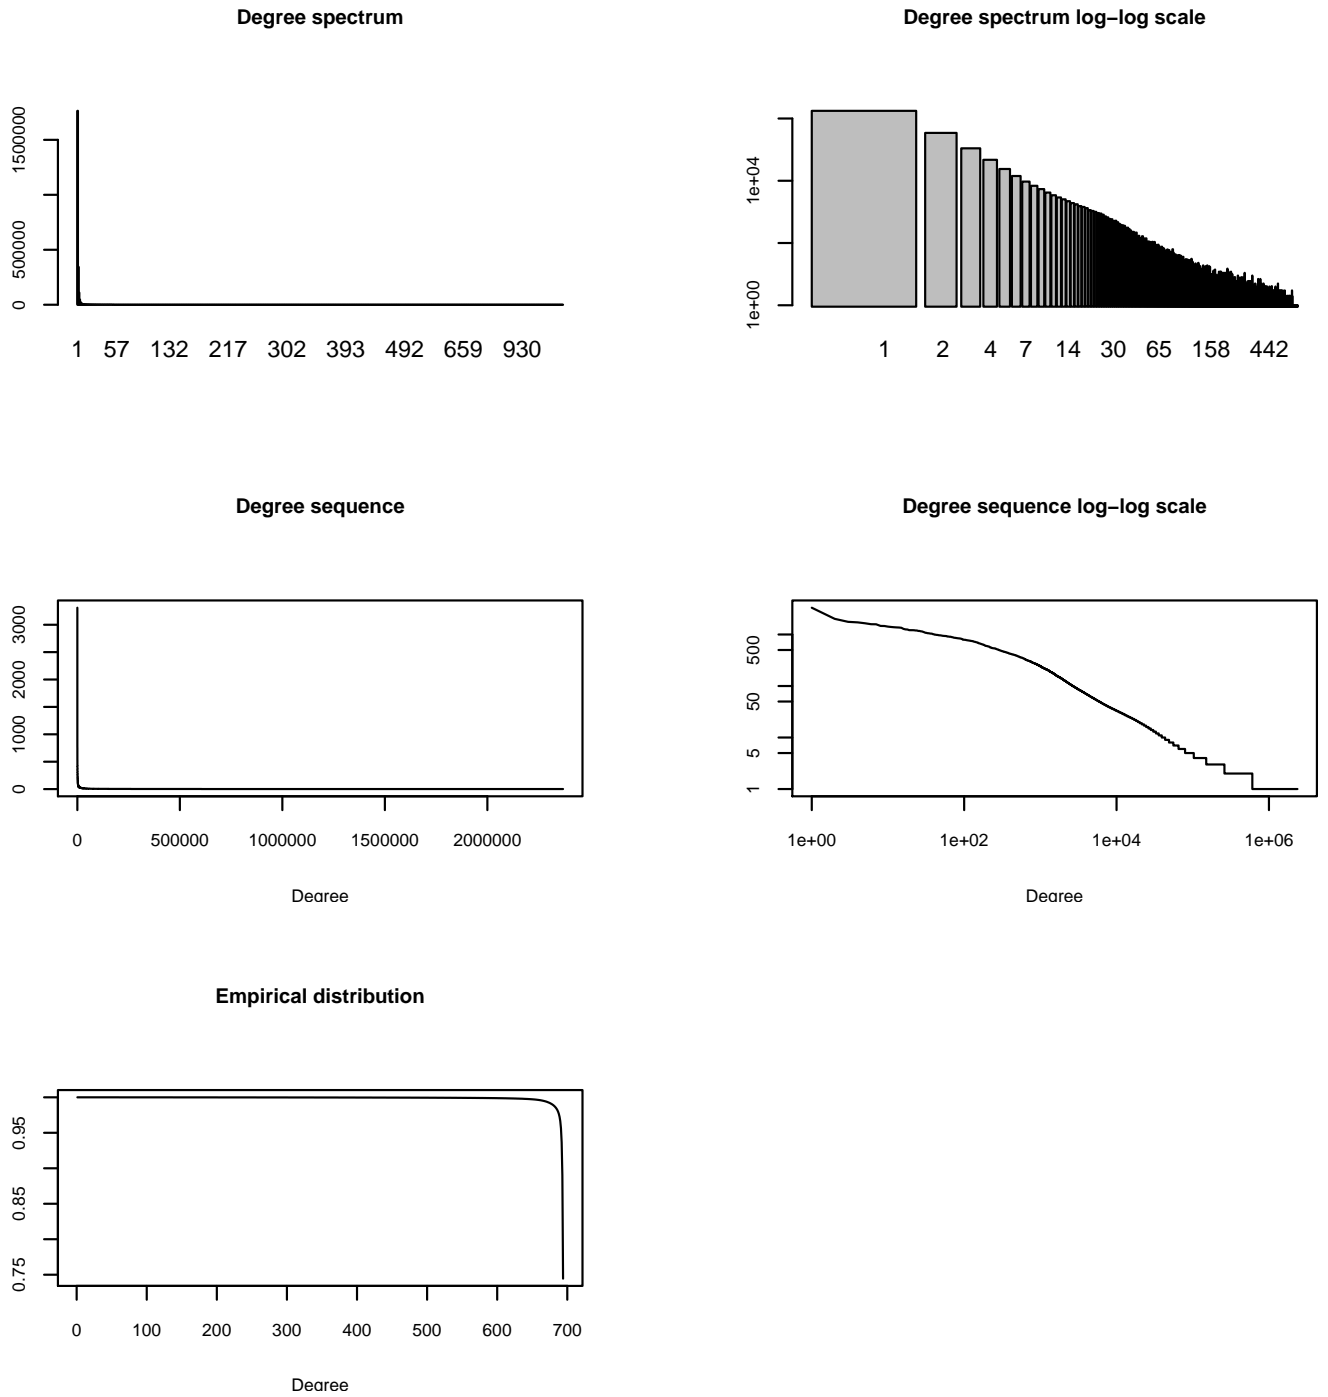 Degree spectrum
1500000
500000
0
1 57 132 217 302 393 492 659 930
Degree spectrum log−log scale
1e+04
1e+00
1 2 4 7 14 30 65 158 442
Degree sequence
3000
2000
1000
0
0 500000 1000000 1500000 2000000
Degree
Degree sequence log−log scale
500
50
5
1
1e+00 1e+02 1e+04 1e+06
Degree
Empirical distribution
0.95
0.85
0.75
0 100 200 300 400 500 600 700
Degree